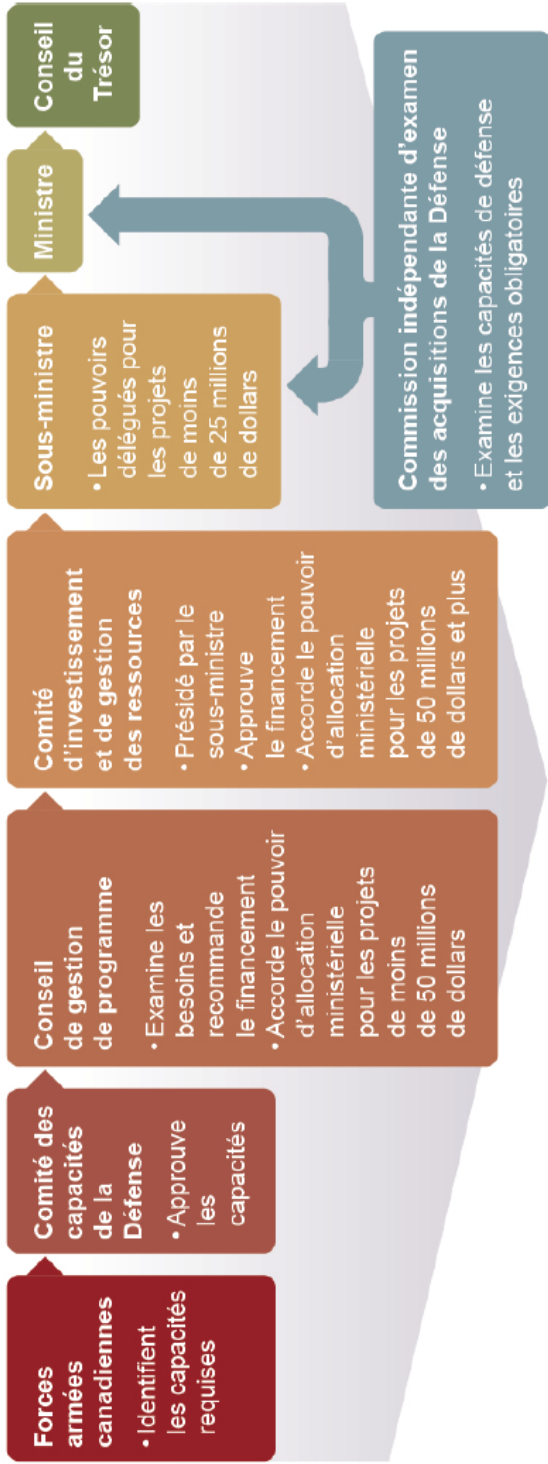 Forces
armées
canadiennes
• Identifient
les capacités
requises
Comité des
capacités
de la
Défense
• Approuve
les
capacités
Conseil
de gestion
de programme
• Examine les
besoins et
recommande
le financement
• Accorde le pouvoir
d'allocation
ministérielle
pour les projets
de moins
de 50 millions
de dollars
Comité
d'investissement
et de gestion
des ressources
• Présidé par le
sous-ministre
• Approuve
le financement
• Accorde le pouvoir
d'allocation
ministérielle
pour les projets
de 50 millions
de dollars et plus
Sous-ministre
• Les pouvoirs
délégués pour
les projets
de moins
de 25 millions
de dollars
Ministre
Conseil
du
Trésor
Commission indépendante d'examen
des acquisitions de la Défense
• Examine les capacités de défense
et les exigences obligatoires